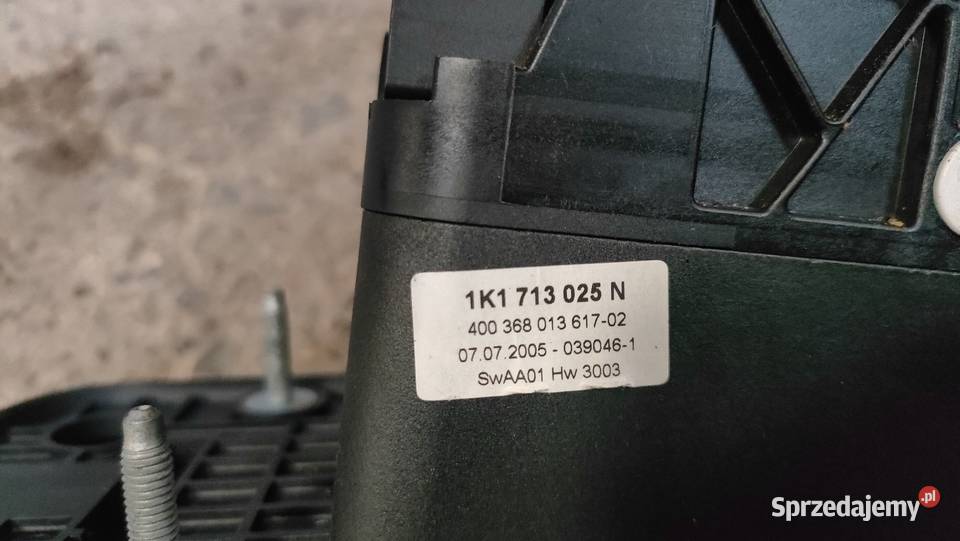 1K1 713 025 N
400 368 013 617-02
07.07.2005 - 039046-1
SwAA01 Hw 3003
Sprzedajemy.pl